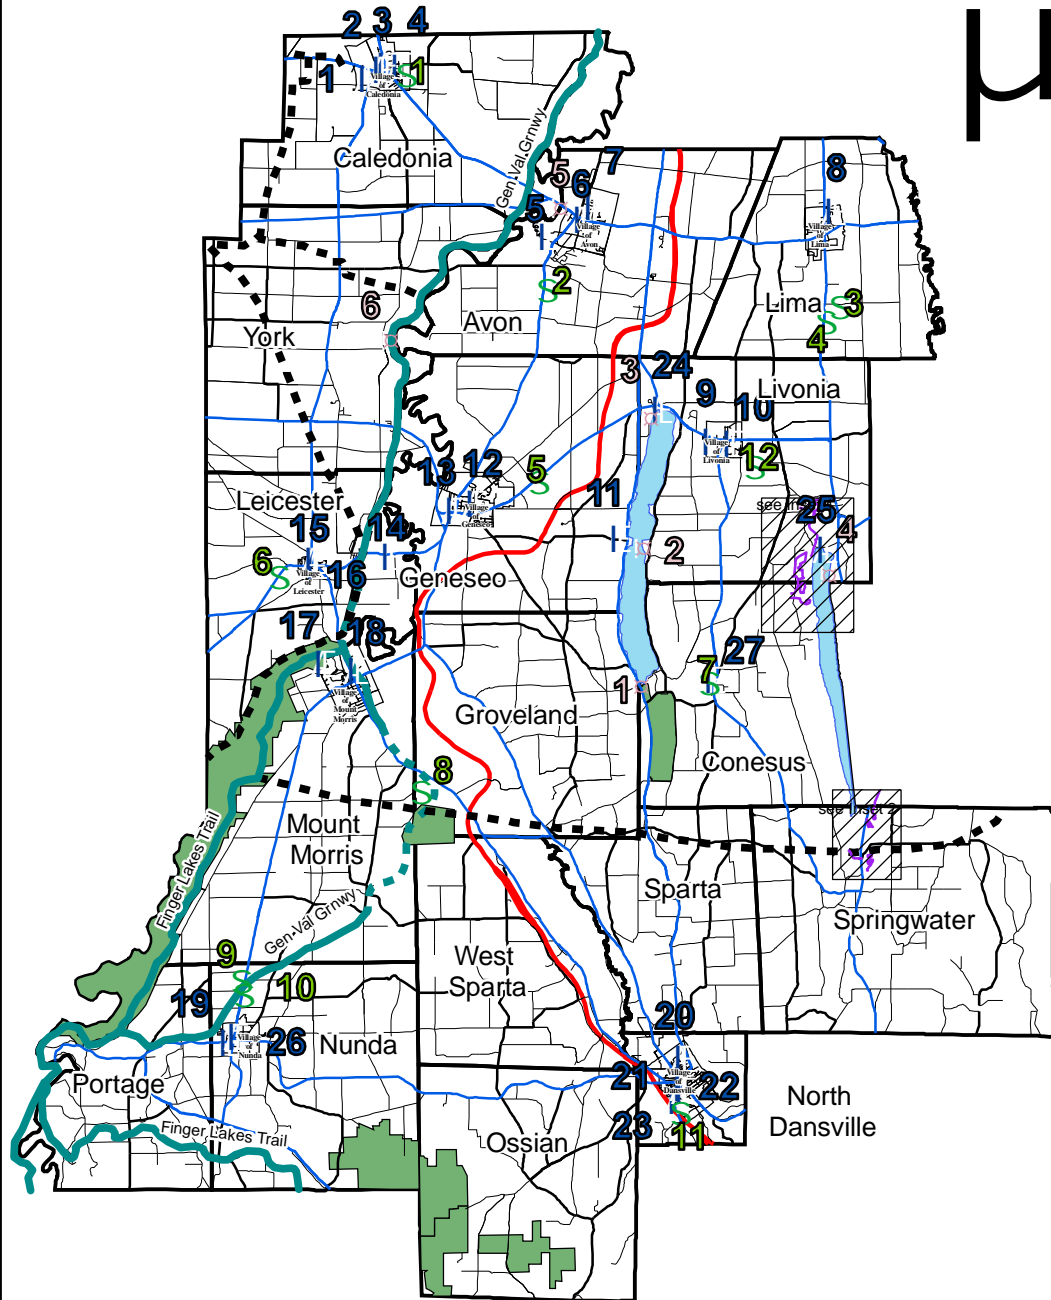 2 3 4
µ
1
1
Village
of
Caledonia
Caledonia
Gen-Val Grnwy
5
6
7
5
Village
of
Avon
8
Village
of
Lima
2
6
York
Avon
Lima
3
4
3
24
9
10
Livonia
Village
of
Livonia
12
13
12
5
Village
of
Geneseo
11
see Inset
25
4
Leicester
15
14
6
Village
of
Leicester
16
Geneseo
2
17
18
Village
of
Mount
Morris
1
7
27
Groveland
Conesus
8
see Inset 2
Mount
Morris
Finger Lakes Trail
Gen-Val Grnwy
Sparta
Springwater
West
Sparta
9
10
19
Village
of
Nunda
26
Nunda
20
Portage
21
Village
of
Dansville
22
North
Dansville
23
11
Finger Lakes Trail
Ossian